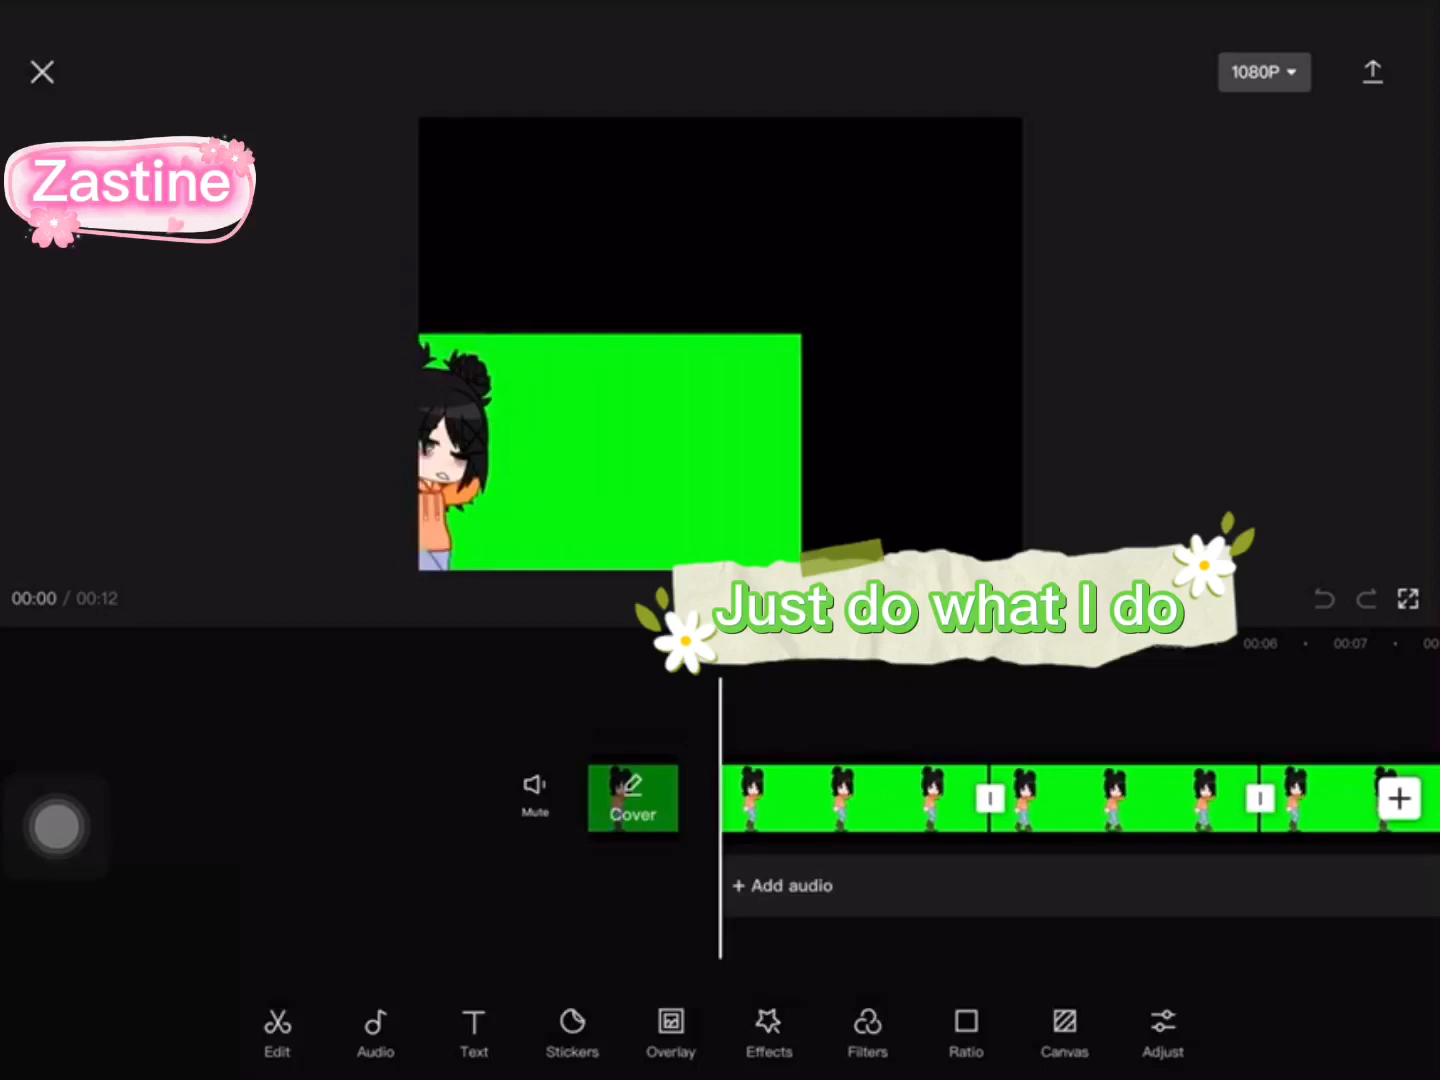 1080P
Zastine
00:00 / 00:12
Just do what I do
00:06
00:07
Mute
Cover
+ Add audio
Edit
Audio
Text
Stickers
Overlay
Effects
Filters
Ratio
Canvas
Adjust